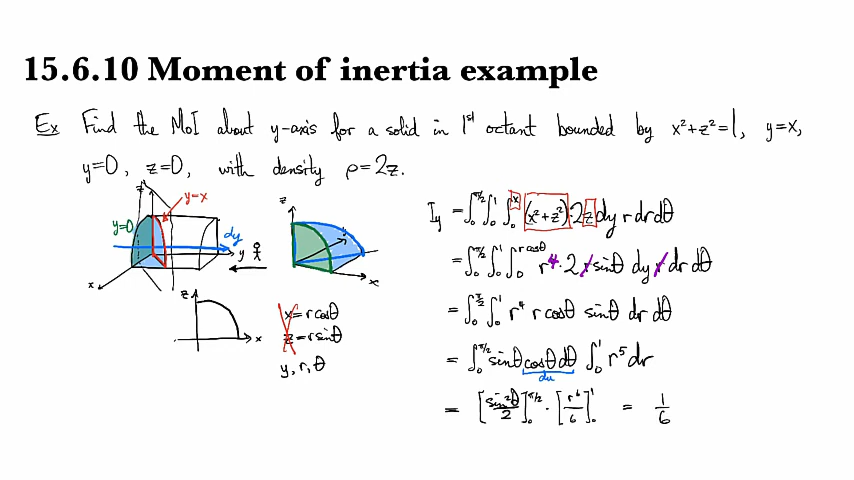 15.6.10 Moment of inertia example
Ex Find the MoI about y-axis for a solid in 1st octant bounded by x²+z²=1, y=x,
y=0, z=0, with density ρ=2z.
z
y=x
y=0
dy
y
x
z
y
x
z
x
x=r cosθ
z=r sinθ
y, r, θ
I_y = ∫₀^{π/2} ∫₀^1 ∫₀^x (x²+z²)·2z dy r dr dθ
= ∫₀^{π/2} ∫₀^1 ∫₀^{r cosθ} r⁴·2 r sinθ dy r dr dθ
= ∫₀^{π/2} ∫₀^1 r⁴ r cosθ sinθ dr dθ
= ∫₀^{π/2} sinθ cosθ dθ ∫₀^1 r⁵ dr
du
= [sin²θ/2]₀^{π/2} · [r⁶/6]₀^1 = 1/6